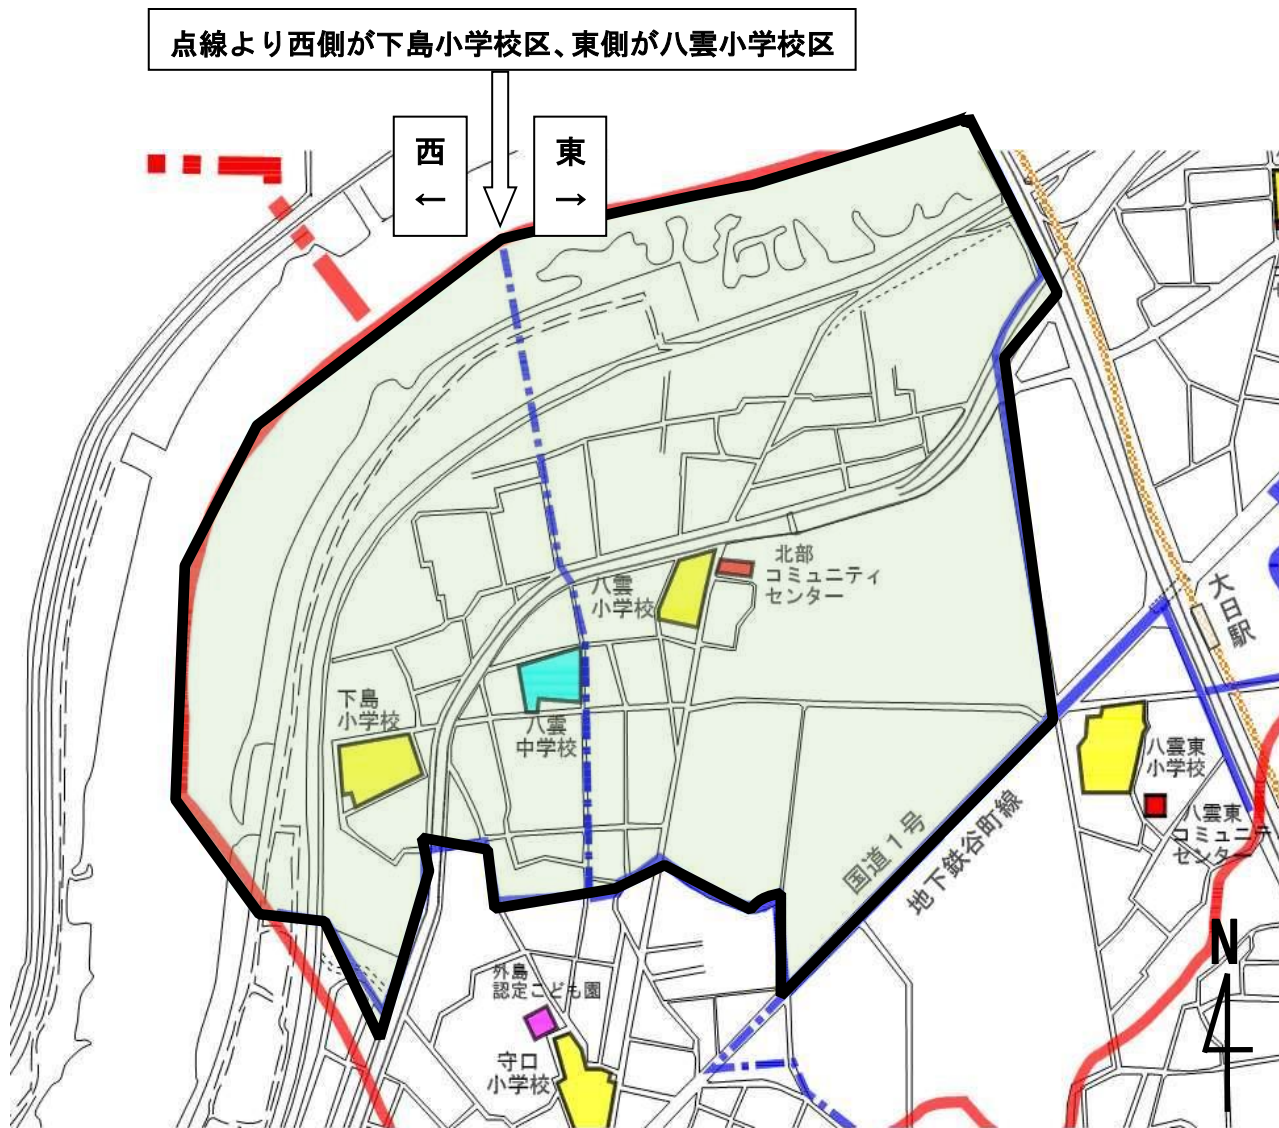 点線より西側が下島小学校区、東側が八雲小学校区
西
←
東
→
北部
コミュニティ
センター
八雲
小学校
大日駅
下島
小学校
八雲
中学校
八雲東
小学校
八雲東
コミュニテ
センター
国道1号
地下鉄谷町線
N
外島
認定こども園
守口
小学校